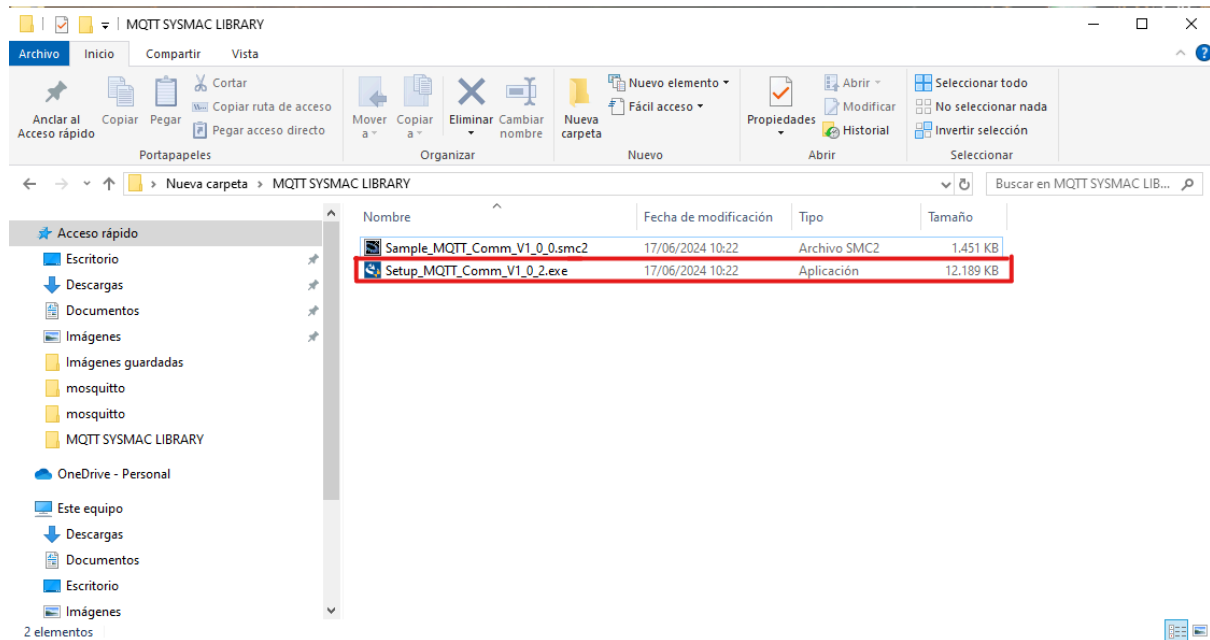 MQTT SYSMAC LIBRARY
Archivo Inicio Compartir Vista
Anclar al
Acceso rápido
Copiar
Pegar
Cortar
Copiar ruta de acceso
Pegar acceso directo
Portapapeles
Mover
a
Copiar
a
Eliminar
Cambiar
nombre
Organizar
Nueva
carpeta
Nuevo elemento
Fácil acceso
Nuevo
Propiedades
Abrir
Modificar
Historial
Abrir
Seleccionar todo
No seleccionar nada
Invertir selección
Seleccionar
Nueva carpeta > MQTT SYSMAC LIBRARY
Buscar en MQTT SYSMAC LIB...
Nombre Fecha de modificación Tipo Tamaño
Sample_MQTT_Comm_V1_0_0.smc2 17/06/2024 10:22 Archivo SMC2 1.451 KB
Setup_MQTT_Comm_V1_0_2.exe 17/06/2024 10:22 Aplicación 12.189 KB
Acceso rápido
Escritorio
Descargas
Documentos
Imágenes
Imágenes guardadas
mosquitto
mosquitto
MQTT SYSMAC LIBRARY
OneDrive - Personal
Este equipo
Descargas
Documentos
Escritorio
Imágenes
2 elementos